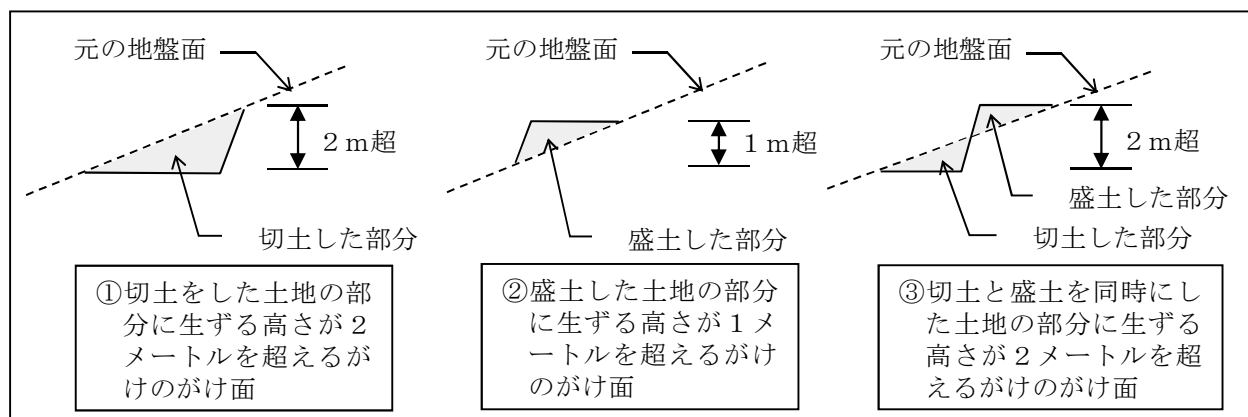 元の地盤面
２ｍ超
切土した部分
①切土をした土地の部
分に生ずる高さが２
メートルを超えるが
けのがけ面
元の地盤面
１ｍ超
盛土した部分
②盛土した土地の部分
に生ずる高さが１メ
ートルを超えるがけ
のがけ面
元の地盤面
２ｍ超
盛土した部分
切土した部分
③切土と盛土を同時にし
た土地の部分に生ずる
高さが２メートルを超
えるがけのがけ面